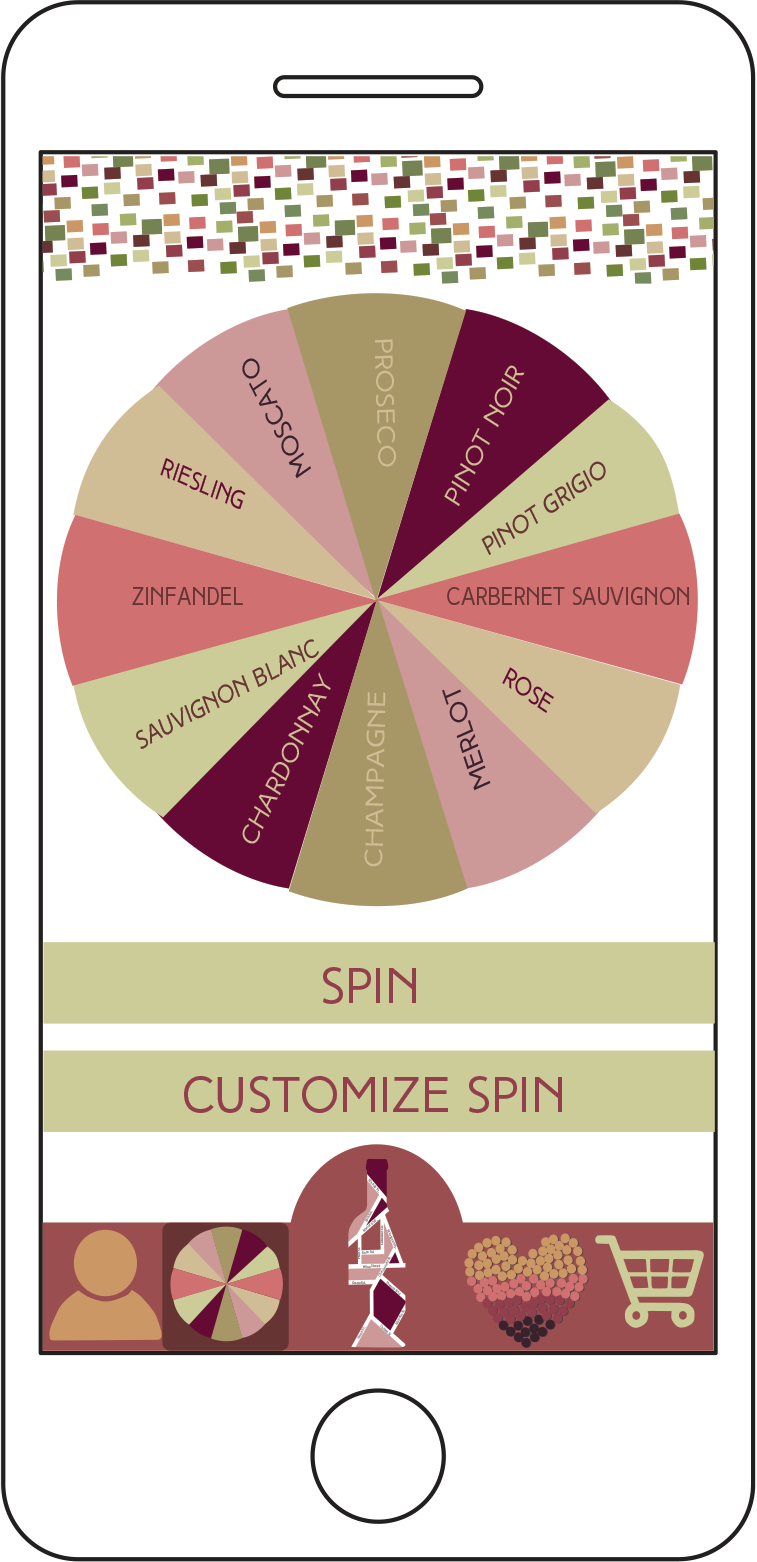 PROSECO
PINOT NOIR
PINOT GRIGIO
CARBERNET SAUVIGNON
ROSE
MERLOT
CHAMPAGNE
CHARDONNAY
SAUVIGNON BLANC
ZINFANDEL
RIESLING
MOSCATO
SPIN
CUSTOMIZE SPIN